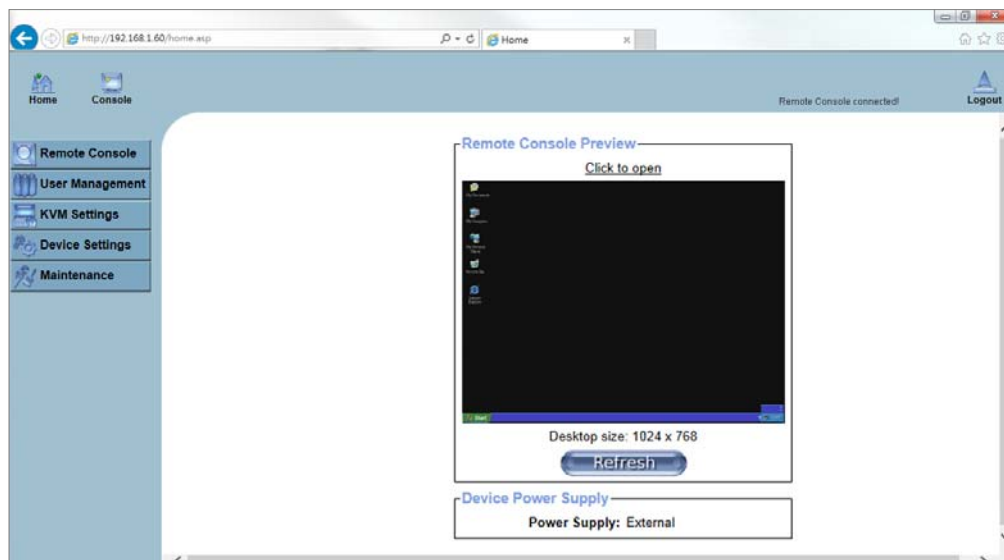 http://192.168.1.60/home.asp
Home
Home
Console
Remote Console connected!
Logout
Remote Console
User Management
KVM Settings
Device Settings
Maintenance
Remote Console Preview
Click to open
Start
Desktop size: 1024 x 768
Refresh
Device Power Supply
Power Supply: External